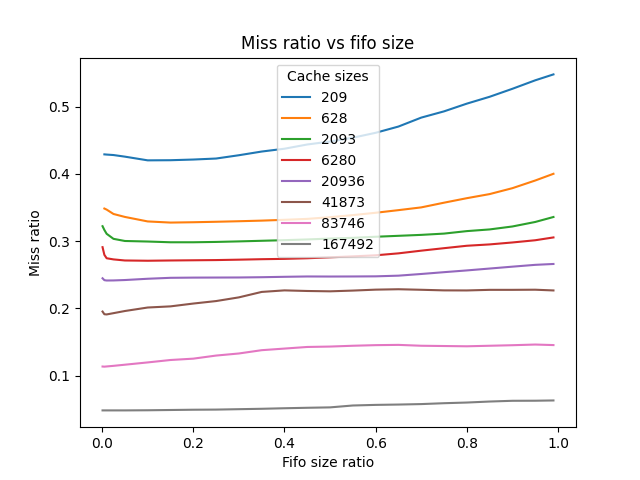 Miss ratio vs fifo size
Cache sizes
209
628
2093
6280
20936
41873
83746
167492
Miss ratio
0.5
0.4
0.3
0.2
0.1
0.0 0.2 0.4 0.6 0.8 1.0
Fifo size ratio